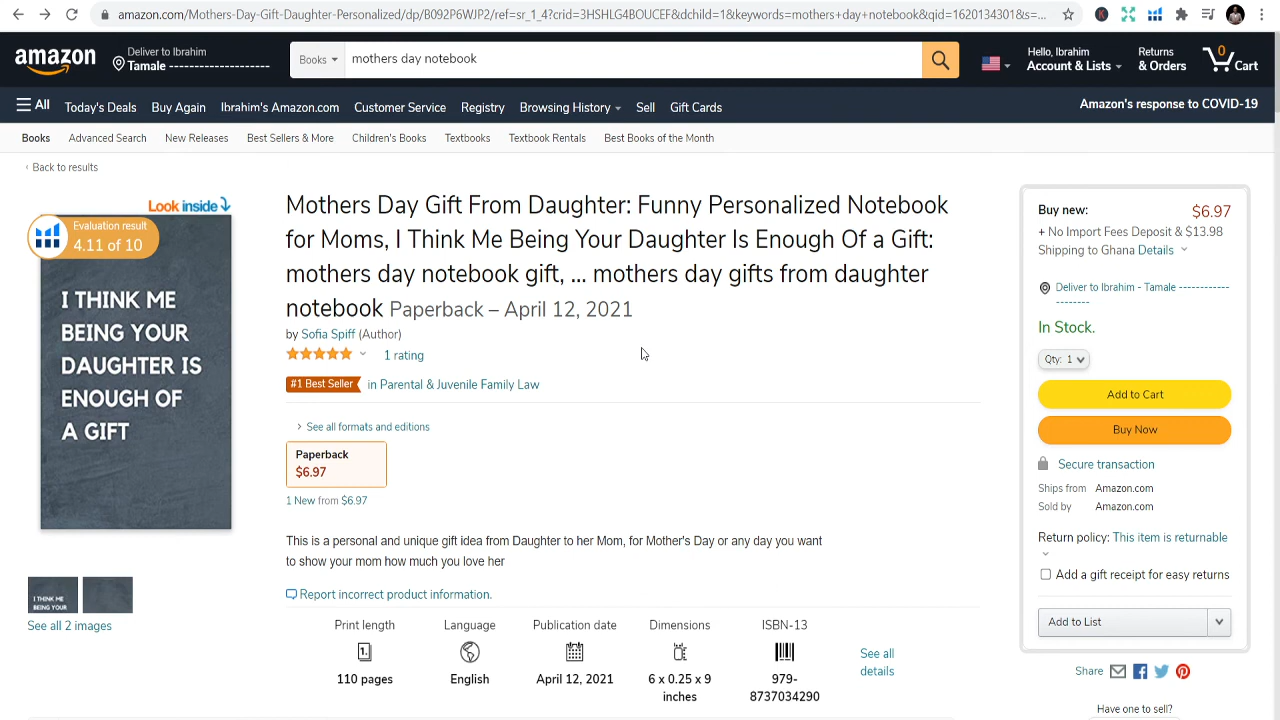 amazon.com/Mothers-Day-Gift-Daughter-Personalized/dp/B092P6WJP2/ref=sr_1_4?crid=3HSHLG4BOUCEF&dchild=1&keywords=mothers+day+notebook&qid=1620134301&s=...
amazon
Deliver to Ibrahim
Tamale --------------------
Books
mothers day notebook
Hello, Ibrahim
Account & Lists
Returns
& Orders
0
Cart
All
Today's Deals
Buy Again
Ibrahim's Amazon.com
Customer Service
Registry
Browsing History
Sell
Gift Cards
Amazon's response to COVID-19
Books
Advanced Search
New Releases
Best Sellers & More
Children's Books
Textbooks
Textbook Rentals
Best Books of the Month
‹ Back to results
Look inside
Evaluation result
4.11 of 10
I THINK ME
BEING YOUR
DAUGHTER IS
ENOUGH OF
A GIFT
I THINK ME
BEING YOUR
See all 2 images
Mothers Day Gift From Daughter: Funny Personalized Notebook
for Moms, I Think Me Being Your Daughter Is Enough Of a Gift:
mothers day notebook gift, ... mothers day gifts from daughter
notebook Paperback – April 12, 2021
by Sofia Spiff (Author)
1 rating
#1 Best Seller in Parental & Juvenile Family Law
› See all formats and editions
Paperback
$6.97
1 New from $6.97
This is a personal and unique gift idea from Daughter to her Mom, for Mother's Day or any day you want
to show your mom how much you love her
Report incorrect product information.
Print length
110 pages
Language
English
Publication date
April 12, 2021
Dimensions
6 x 0.25 x 9
inches
ISBN-13
979-
8737034290
See all
details
Buy new:
$6.97
+ No Import Fees Deposit & $13.98
Shipping to Ghana Details
Deliver to Ibrahim - Tamale ------------
--------
In Stock.
Qty: 1
Add to Cart
Buy Now
Secure transaction
Ships from Amazon.com
Sold by Amazon.com
Return policy: This item is returnable
Add a gift receipt for easy returns
Add to List
Share
Have one to sell?